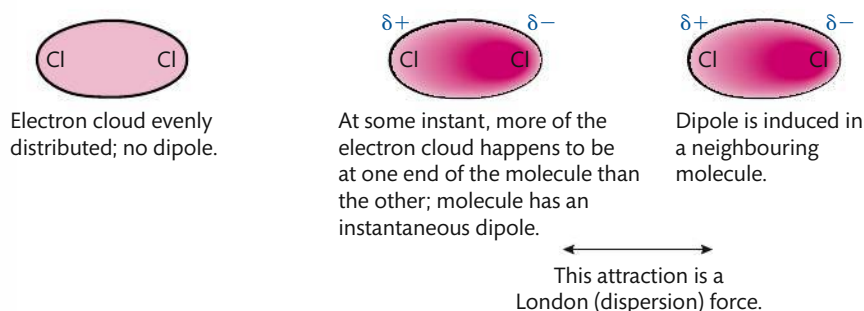 Cl Cl
Electron cloud evenly
distributed; no dipole.
δ+ δ−
Cl Cl
At some instant, more of the
electron cloud happens to be
at one end of the molecule than
the other; molecule has an
instantaneous dipole.
δ+ δ−
Cl Cl
Dipole is induced in
a neighbouring
molecule.
This attraction is a
London (dispersion) force.